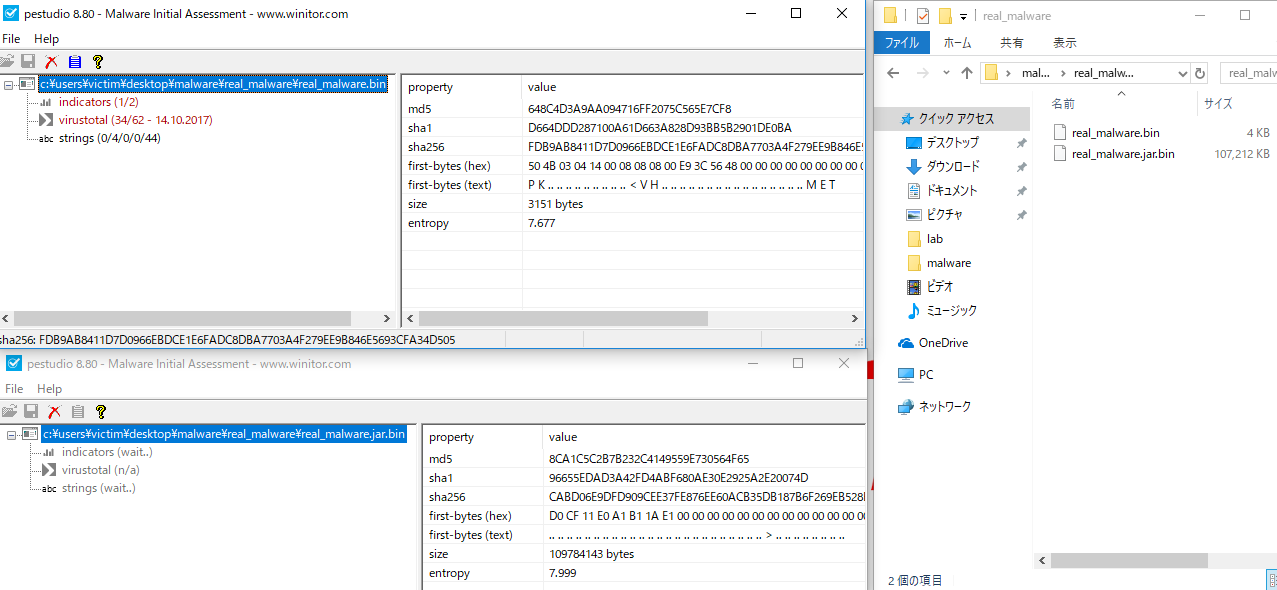 pestudio 8.80 - Malware Initial Assessment - www.winitor.com
File Help
c:¥users¥victim¥desktop¥malware¥real_malware¥real_malware.bin
indicators (1/2)
virustotal (34/62 - 14.10.2017)
abc strings (0/4/0/0/44)
property value
md5 648C4D3A9AA094716FF2075C565E7CF8
sha1 D664DDD287100A61D663A828D93BB5B2901DE0BA
sha256 FDB9AB8411D7D0966EBDCE1E6FADC8DBA7703A4F279EE9B846E5
first-bytes (hex) 50 4B 03 04 14 00 08 08 08 00 E9 3C 56 48 00 00 00 00 00 00 00 00 0
first-bytes (text) P K .. .. .. .. .. .. .. .. .. < V H .. .. .. .. .. .. .. .. .. .. .. .. .. .. .. .. M E T
size 3151 bytes
entropy 7.677
sha256: FDB9AB8411D7D0966EBDCE1E6FADC8DBA7703A4F279EE9B846E5693CFA34D505
pestudio 8.80 - Malware Initial Assessment - www.winitor.com
File Help
c:¥users¥victim¥desktop¥malware¥real_malware¥real_malware.jar.bin
indicators (wait..)
virustotal (n/a)
abc strings (wait..)
property value
md5 8CA1C5C2B7B232C4149559E730564F65
sha1 96655EDAD3A42FD4ABF680AE30E2925A2E20074D
sha256 CABD06E9DFD909CEE37FE876EE60ACB35DB187B6F269EB528
first-bytes (hex) D0 CF 11 E0 A1 B1 1A E1 00 00 00 00 00 00 00 00 00 00 00 00 00
first-bytes (text) .. .. .. .. .. .. .. .. .. .. .. .. .. .. .. .. .. .. .. .. .. .. .. .. > .. .. .. .. .. .. .. ..
size 109784143 bytes
entropy 7.999
real_malware
ファイル ホーム 共有 表示
mal... real_malw... real_malw
名前 サイズ
real_malware.bin 4 KB
real_malware.jar.bin 107,212 KB
クイック アクセス
デスクトップ
ダウンロード
ドキュメント
ピクチャ
lab
malware
ビデオ
ミュージック
OneDrive
PC
ネットワーク
2 個の項目